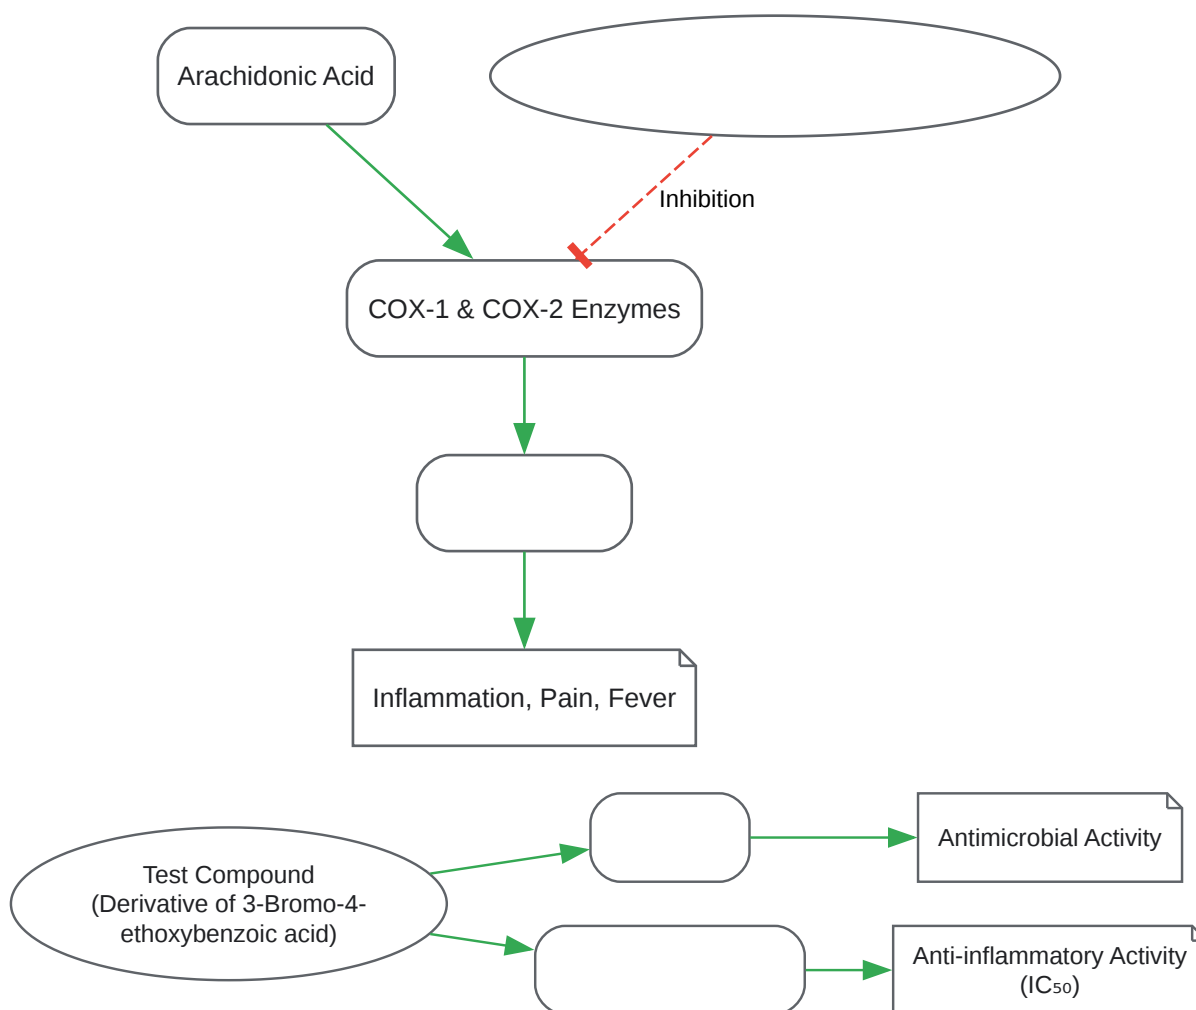 Arachidonic Acid
Inhibition
COX-1 & COX-2 Enzymes
Inflammation, Pain, Fever
Test Compound
(Derivative of 3-Bromo-4-
ethoxybenzoic acid)
Antimicrobial Activity
Anti-inflammatory Activity
(IC₅₀)